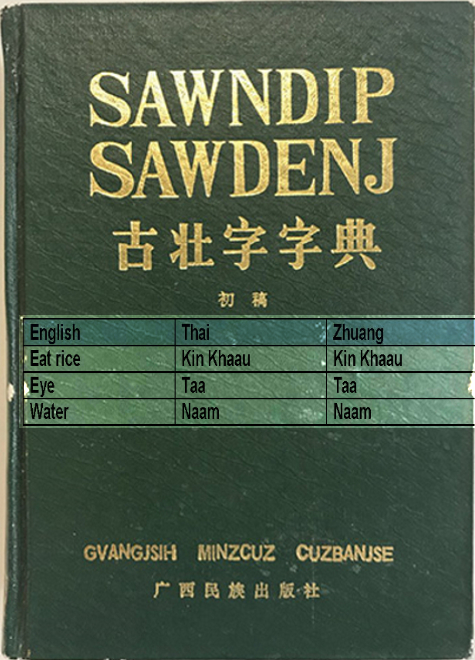 SAWNDIP
SAWDENJ
古壮字字典
初稿
English Thai Zhuang
Eat rice Kin Khaau Kin Khaau
Eye Taa Taa
Water Naam Naam
GVANGJSIH MINZCUZ CUZBANJSE
广西民族出版社